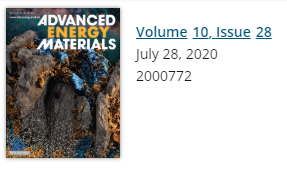 ADVANCED
ENERGY
MATERIALS
Volume 10, Issue 28
July 28, 2020
2000772